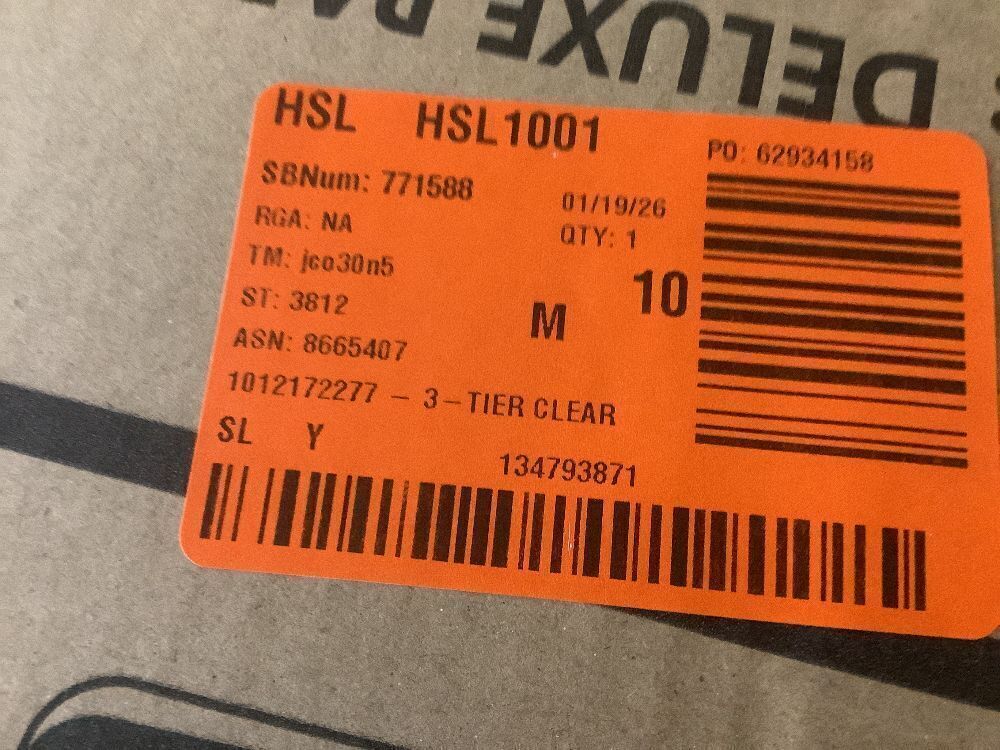 DELUXE
HSL HSL1001
PO: 62934158
SBNum: 771588
01/19/26
RGA: NA
QTY: 1
TM: jco30n5
10
ST: 3812
M
ASN: 8665407
1012172277 - 3-TIER CLEAR
SL Y
134793871